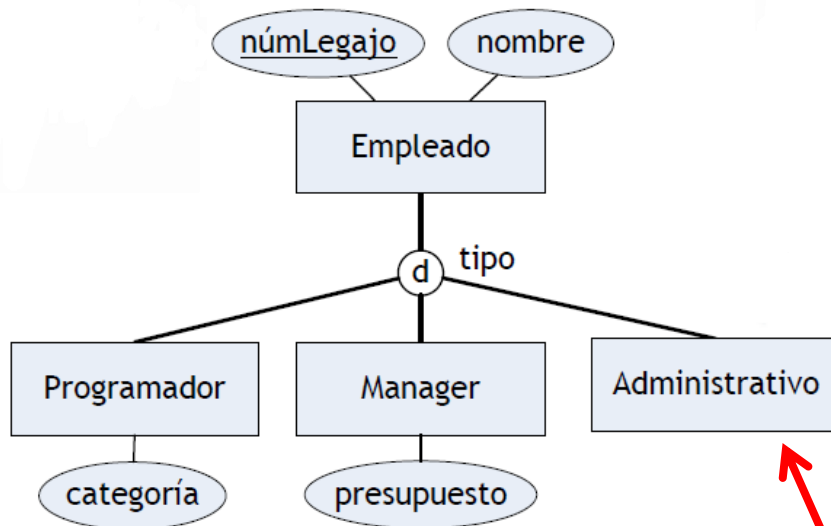 númLegajo
nombre
Empleado
d
tipo
Programador
Manager
Administrativo
categoría
presupuesto